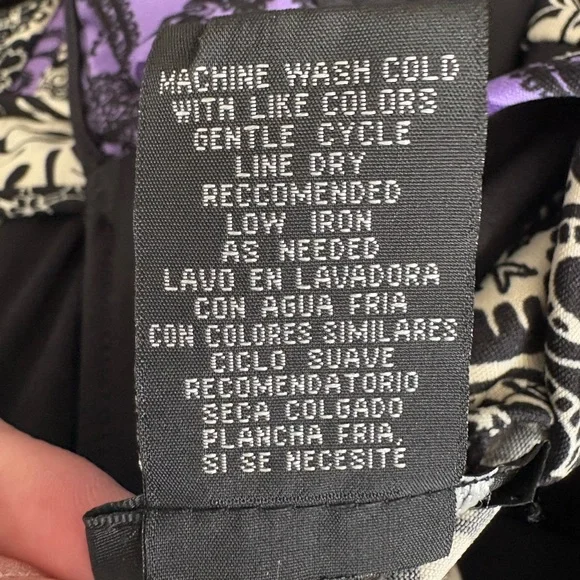 MACHINE WASH COLD
WITH LIKE COLORS
GENTLE CYCLE
LINE DRY
RECCOMENDED
LOW IRON
AS NEEDED
LAVO EN LAVADORA
CON AGUA FRIA
CON COLORES SIMILARES
CICLO SUAVE
RECOMENDATORIO
SECA COLGADO
PLANCHA FRIA,
SI SE NECESITE